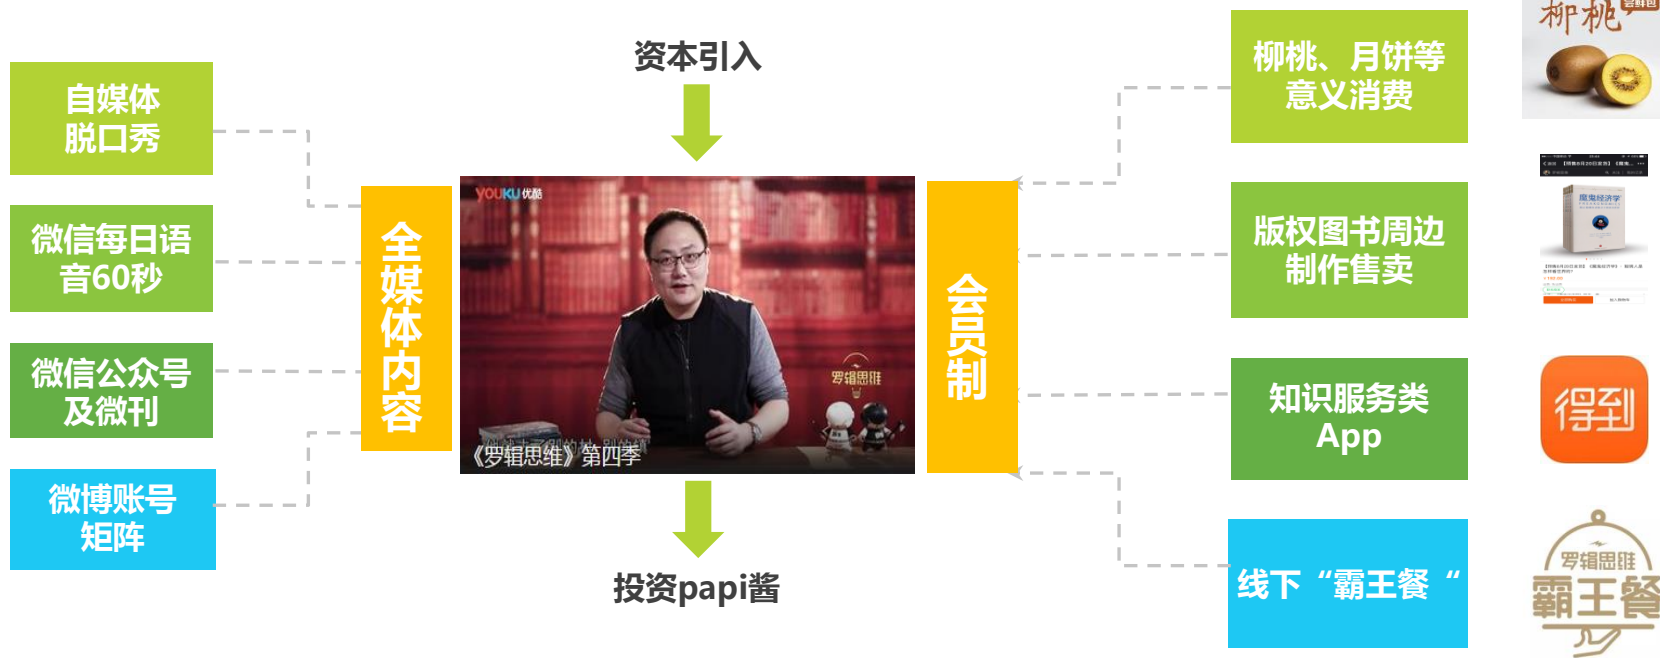 资本引入
自媒体
脱口秀
微信每日语
音60秒
微信公众号
及微刊
微博账号
矩阵
全媒体内容
YOUKU优酷
罗辑思维
《罗辑思维》第四季
投资papi酱
会员制
柳桃、月饼等
意义消费
版权图书周边
制作售卖
知识服务类
App
线下“霸王餐“
柳桃
魔鬼经济学
得到
罗辑思维
霸王餐